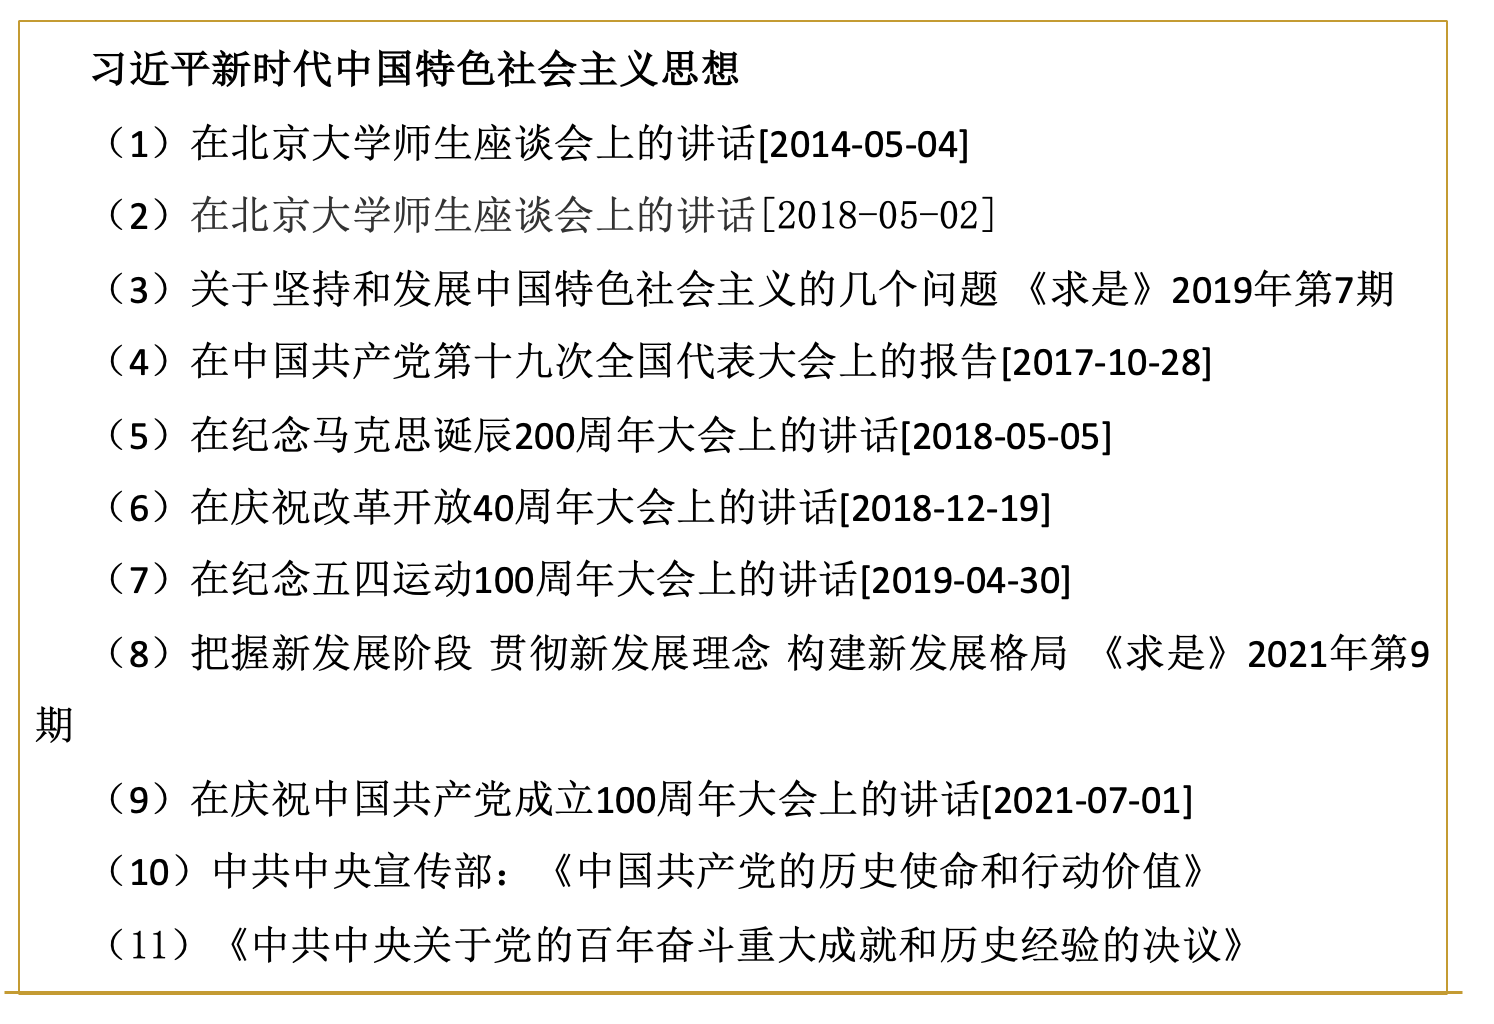 习近平新时代中国特色社会主义思想
（1）在北京大学师生座谈会上的讲话[2014-05-04]
（2）在北京大学师生座谈会上的讲话[2018-05-02]
（3）关于坚持和发展中国特色社会主义的几个问题 《求是》2019年第7期
（4）在中国共产党第十九次全国代表大会上的报告[2017-10-28]
（5）在纪念马克思诞辰200周年大会上的讲话[2018-05-05]
（6）在庆祝改革开放40周年大会上的讲话[2018-12-19]
（7）在纪念五四运动100周年大会上的讲话[2019-04-30]
（8）把握新发展阶段 贯彻新发展理念 构建新发展格局 《求是》2021年第9
期
（9）在庆祝中国共产党成立100周年大会上的讲话[2021-07-01]
（10）中共中央宣传部：《中国共产党的历史使命和行动价值》
（11）《中共中央关于党的百年奋斗重大成就和历史经验的决议》